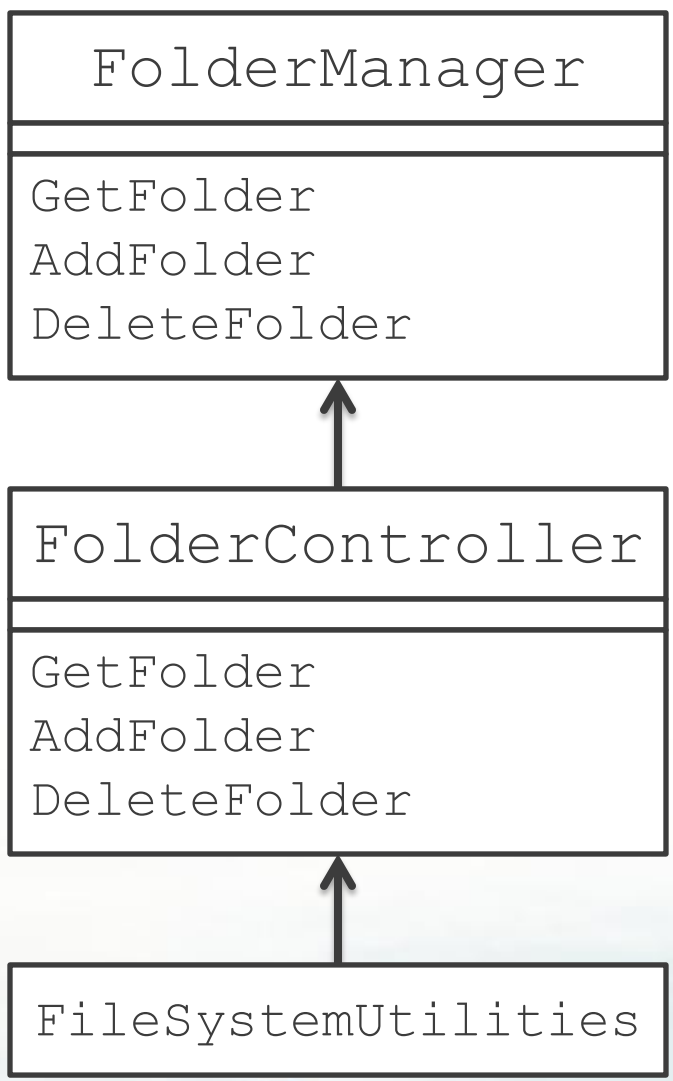 FolderManager
GetFolder
AddFolder
DeleteFolder
FolderController
GetFolder
AddFolder
DeleteFolder
FileSystemUtilities